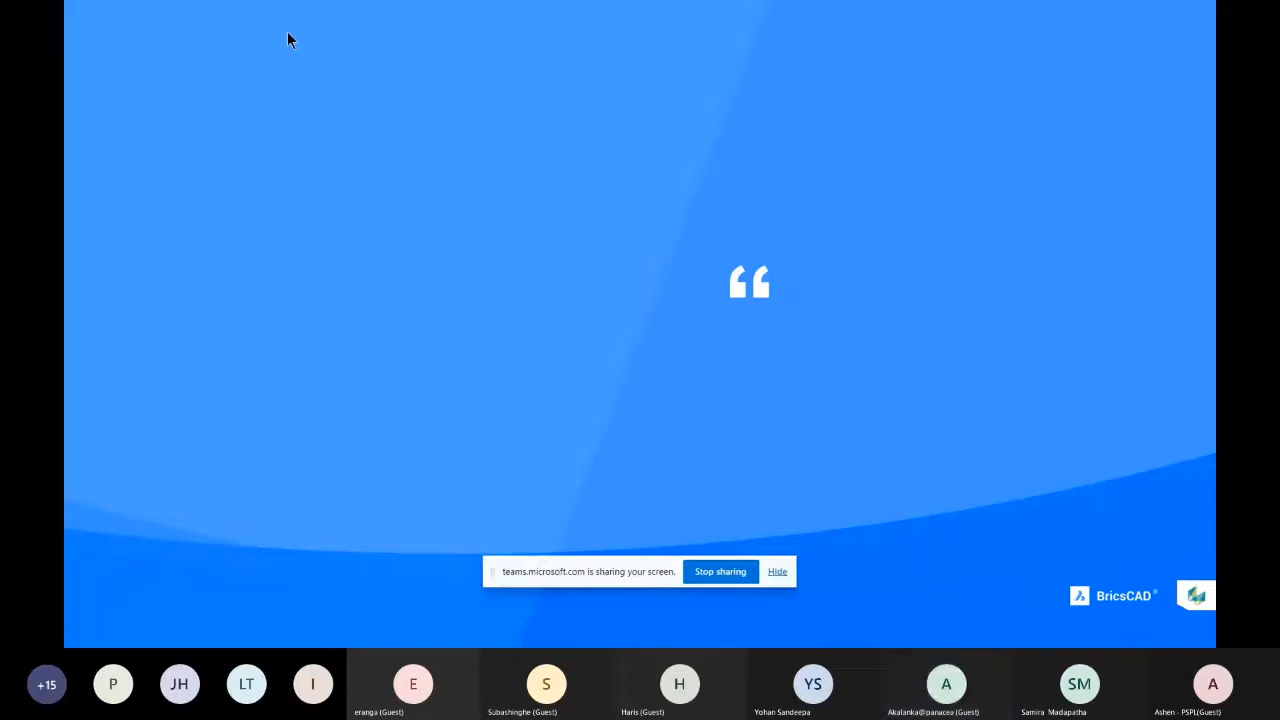 “
teams.microsoft.com is sharing your screen. Stop sharing Hide
BricsCAD®
+15 P JH LT I E S H YS A SM A
eranga (Guest) Subashinghe (Guest) Haris (Guest) Yohan Sandeepa Akalanka@panacea (Guest) Samira Madapatha Ashen - PSPL(Guest)